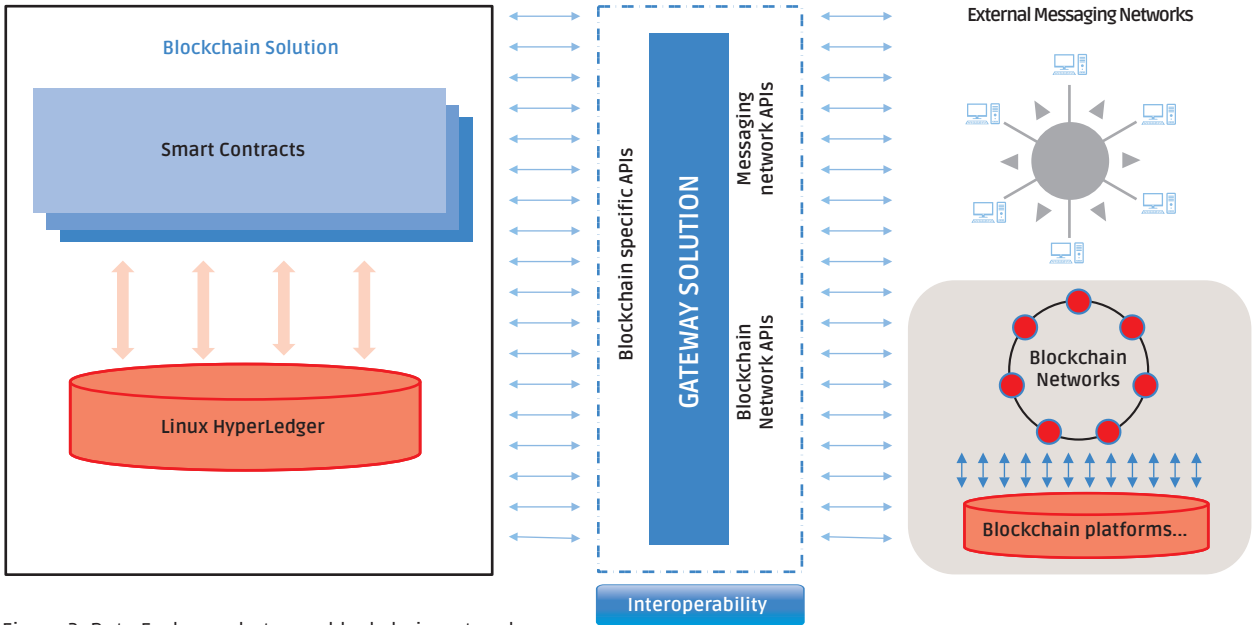 Blockchain Solution
Smart Contracts
Linux HyperLedger
Blockchain specific APIs
GATEWAY SOLUTION
Messaging
network APIs
Blockchain
Network APIs
Interoperability
External Messaging Networks
Blockchain
Networks
Blockchain platforms...